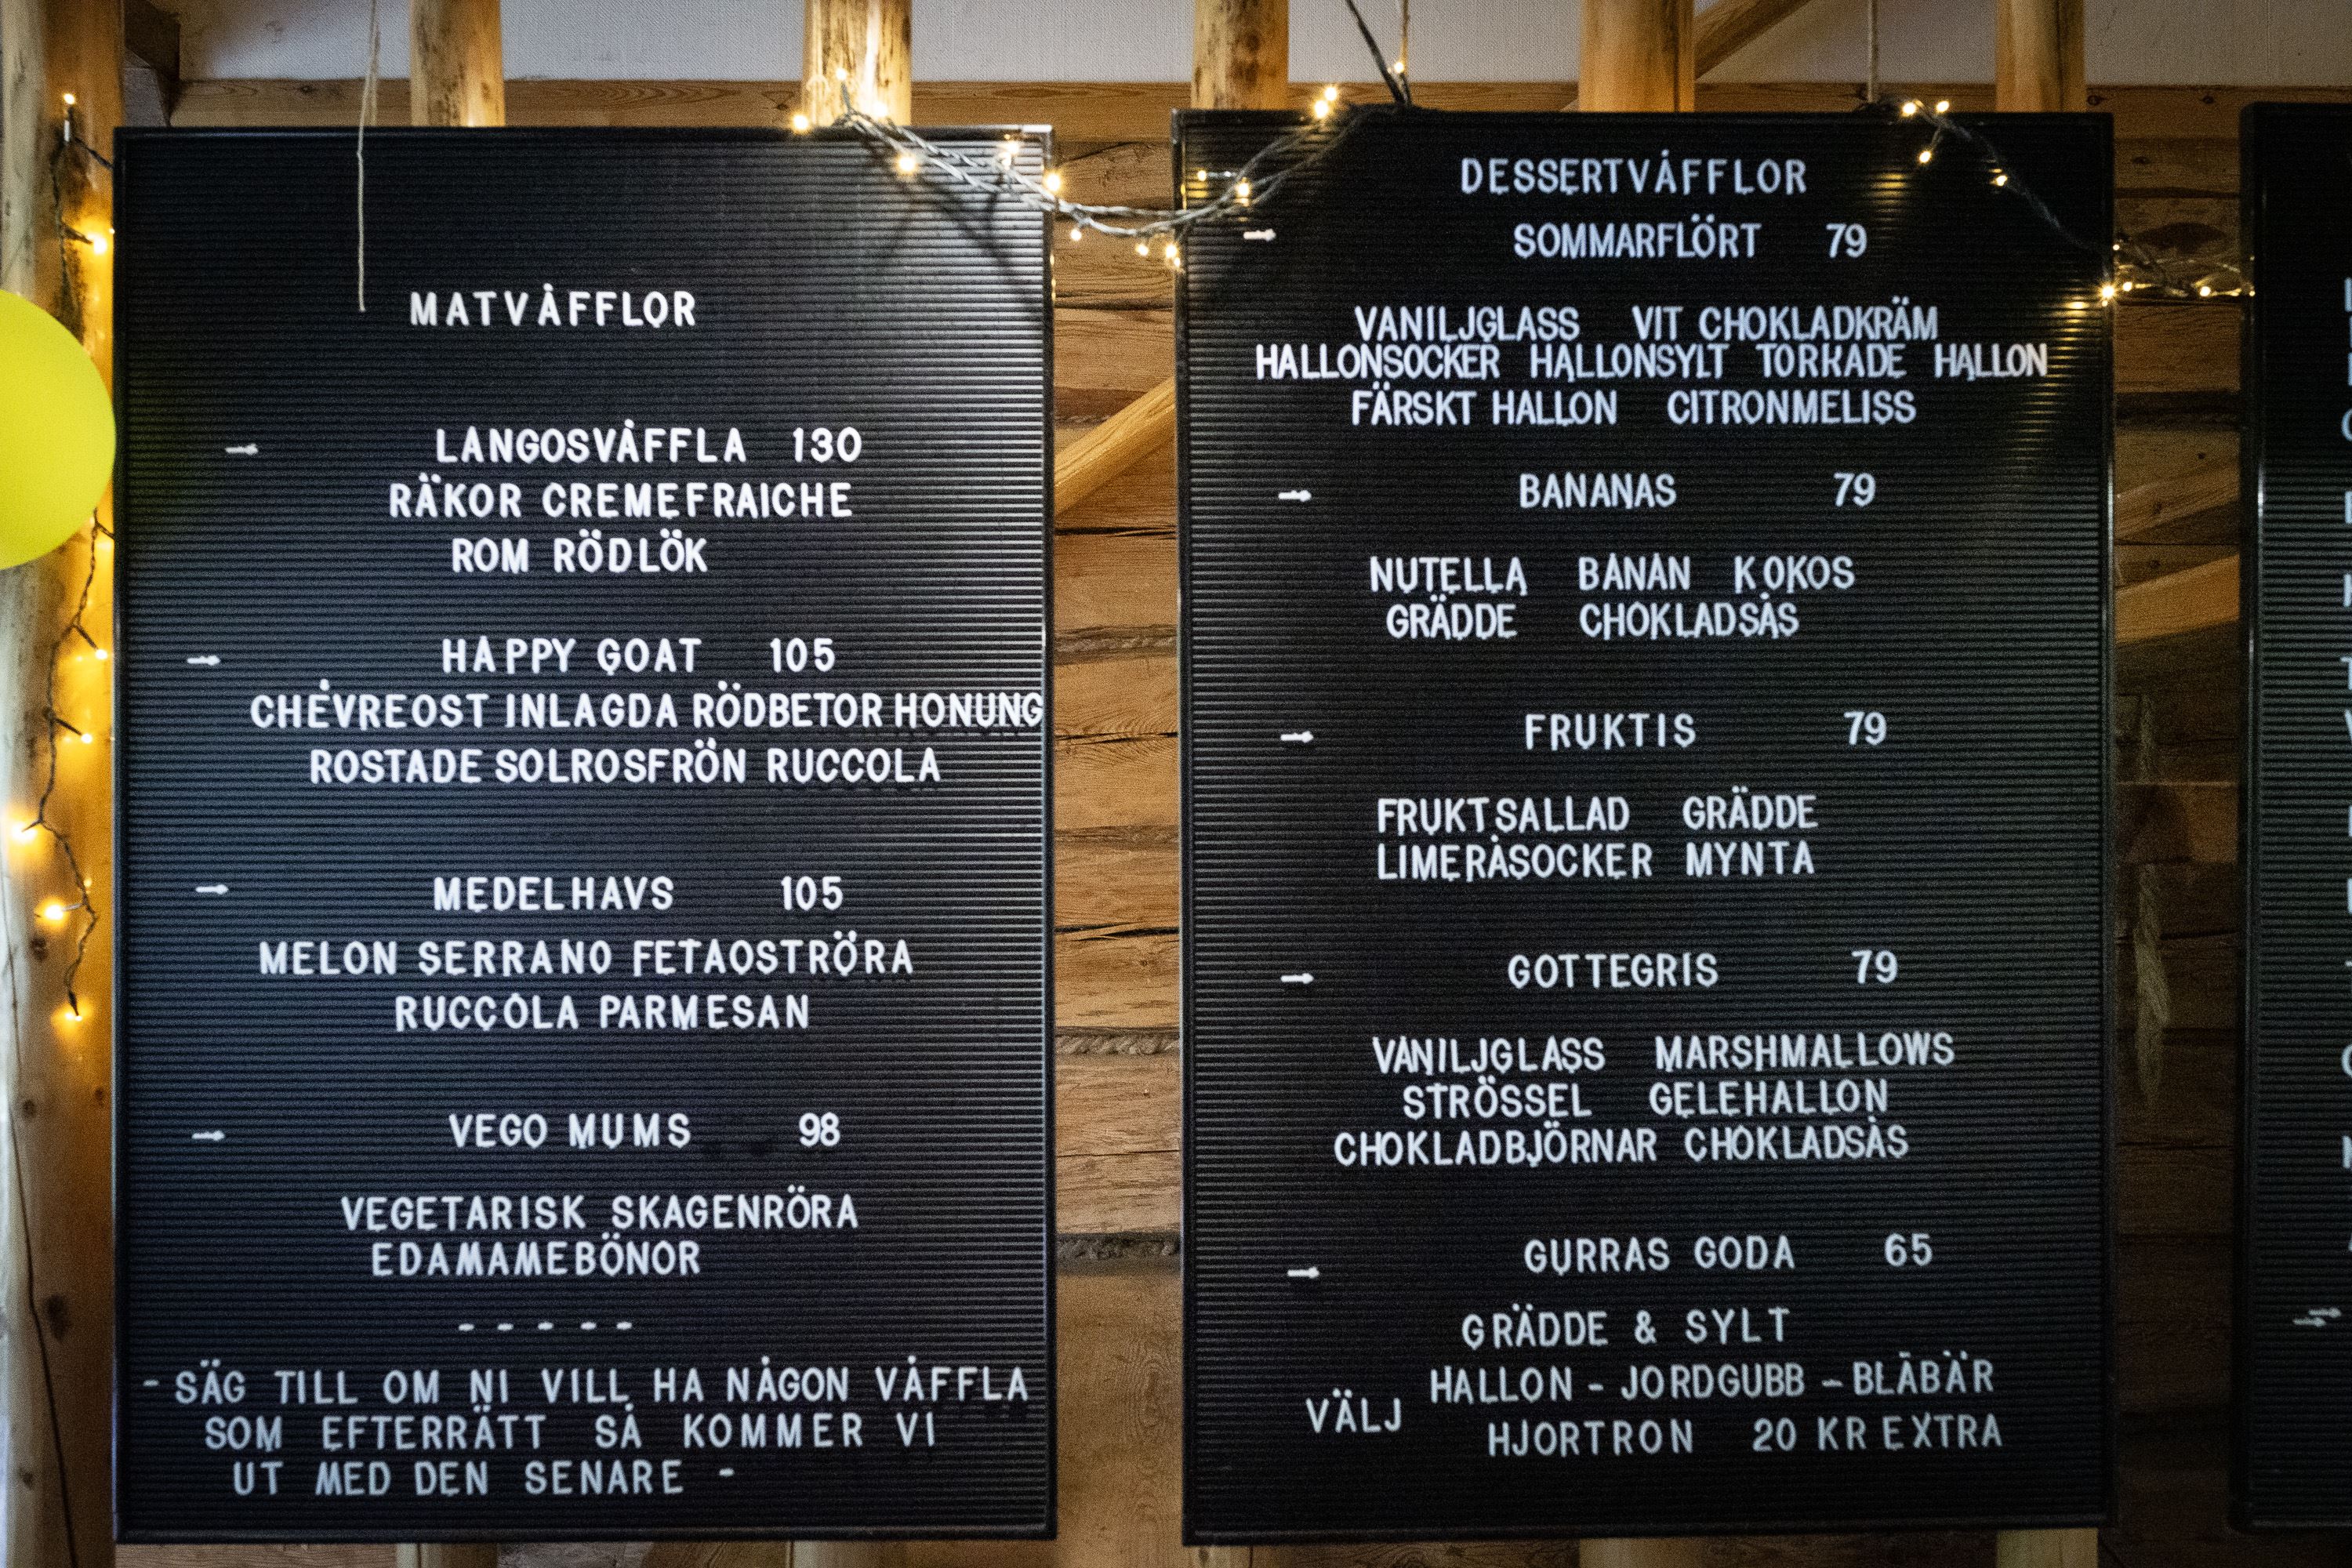 MATVÅFFLOR
LANGOSVÅFFLA 130
RÄKOR CREMEFRAICHE
ROM RÖDLÖK
HAPPY GOAT 105
CHÈVREOST INLAGDA RÖDBETOR HONUNG
ROSTADE SOLROSFRÖN RUCCOLA
MEDELHAVS 105
MELON SERRANO FETAOSTRÖRA
RUCCOLA PARMESAN
VEGO MUMS 98
VEGETARISK SKAGENRÖRA
EDAMAMEBÖNOR
- - - - -
- SÄG TILL OM NI VILL HA NÅGON VÅFFLA
SOM EFTERRÄTT SÅ KOMMER VI
UT MED DEN SENARE -
DESSERTVÅFFLOR
SOMMARFLÖRT 79
VANILJGLASS VIT CHOKLADKRÄM
HALLONSOCKER HALLONSYLT TORKADE HALLON
FÄRSKT HALLON CITRONMELISS
BANANAS 79
NUTELLA BANAN KOKOS
GRÄDDE CHOKLADSÅS
FRUKTIS 79
FRUKTSALLAD GRÄDDE
LIMERÅSOCKER MYNTA
GOTTEGRIS 79
VANILJGLASS MARSHMALLOWS
STRÖSSEL GELEHALLON
CHOKLADBJÖRNAR CHOKLADSÅS
GURRAS GODA 65
GRÄDDE & SYLT
HALLON - JORDGUBB - BLÅBÄR
VÄLJ
HJORTRON 20 KR EXTRA